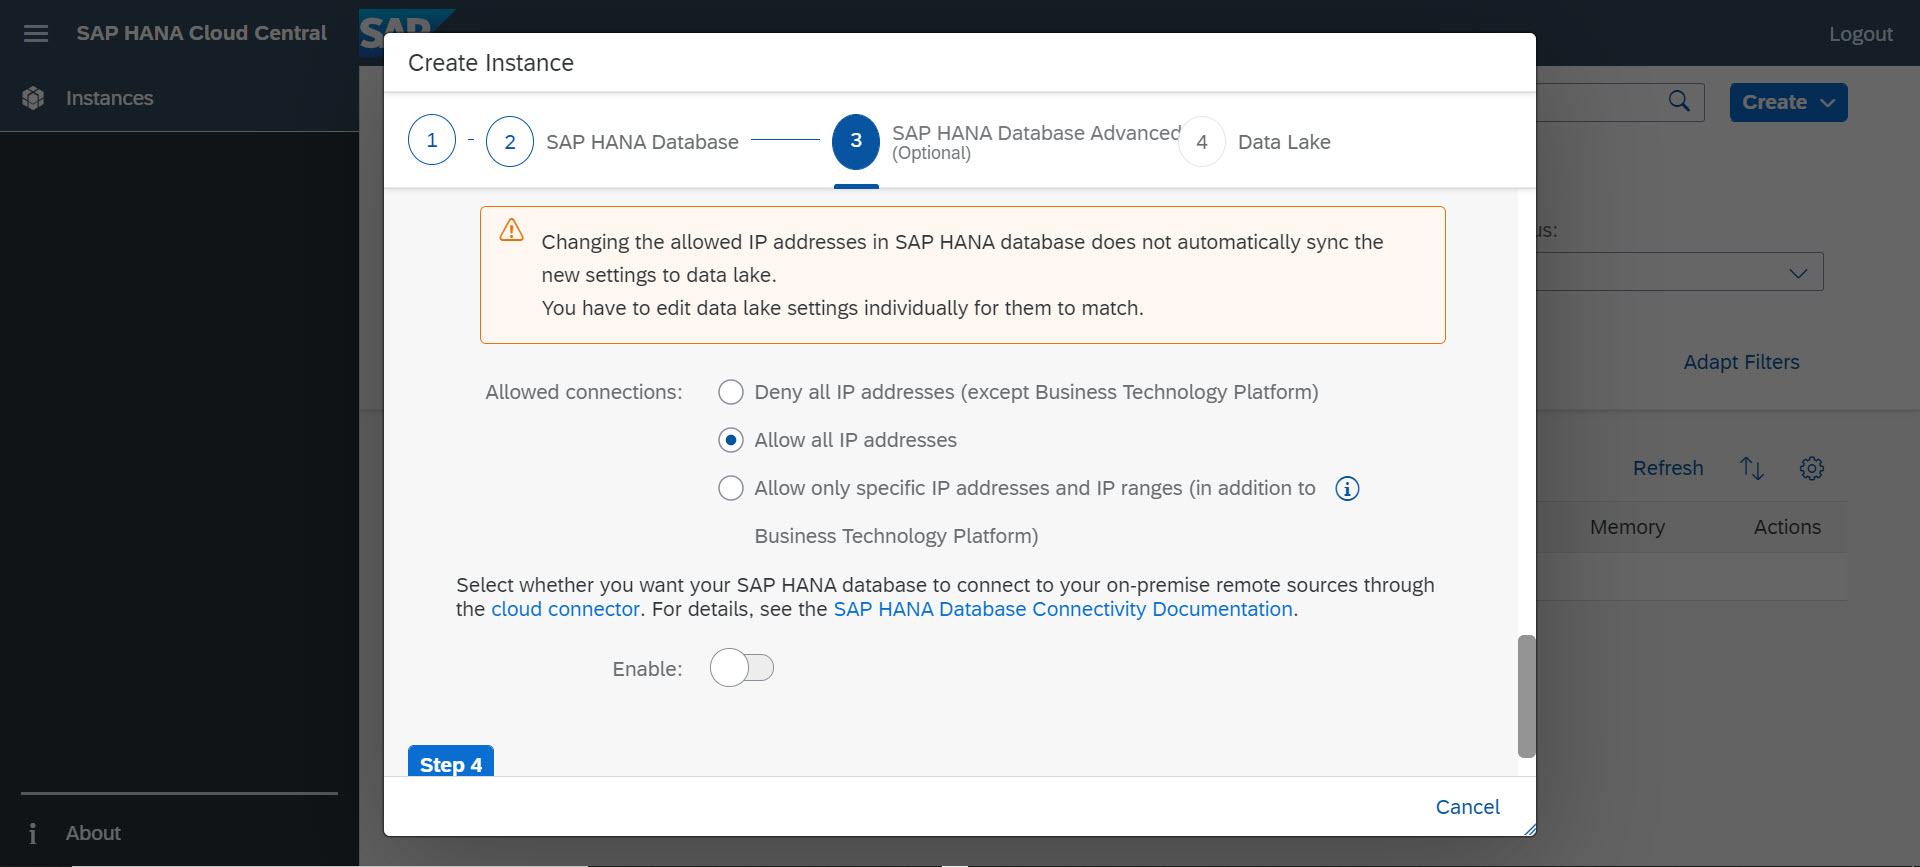 SAP HANA Cloud Central
SAP
Logout
Instances
Create
Create Instance
1
2
SAP HANA Database
3
SAP HANA Database Advanced
(Optional)
4
Data Lake
Changing the allowed IP addresses in SAP HANA database does not automatically sync the
new settings to data lake.
You have to edit data lake settings individually for them to match.
us:
Adapt Filters
Allowed connections:
Deny all IP addresses (except Business Technology Platform)
Allow all IP addresses
Allow only specific IP addresses and IP ranges (in addition to
Business Technology Platform)
Refresh
Memory
Actions
Select whether you want your SAP HANA database to connect to your on-premise remote sources through
the cloud connector. For details, see the SAP HANA Database Connectivity Documentation.
Enable:
Step 4
Cancel
About